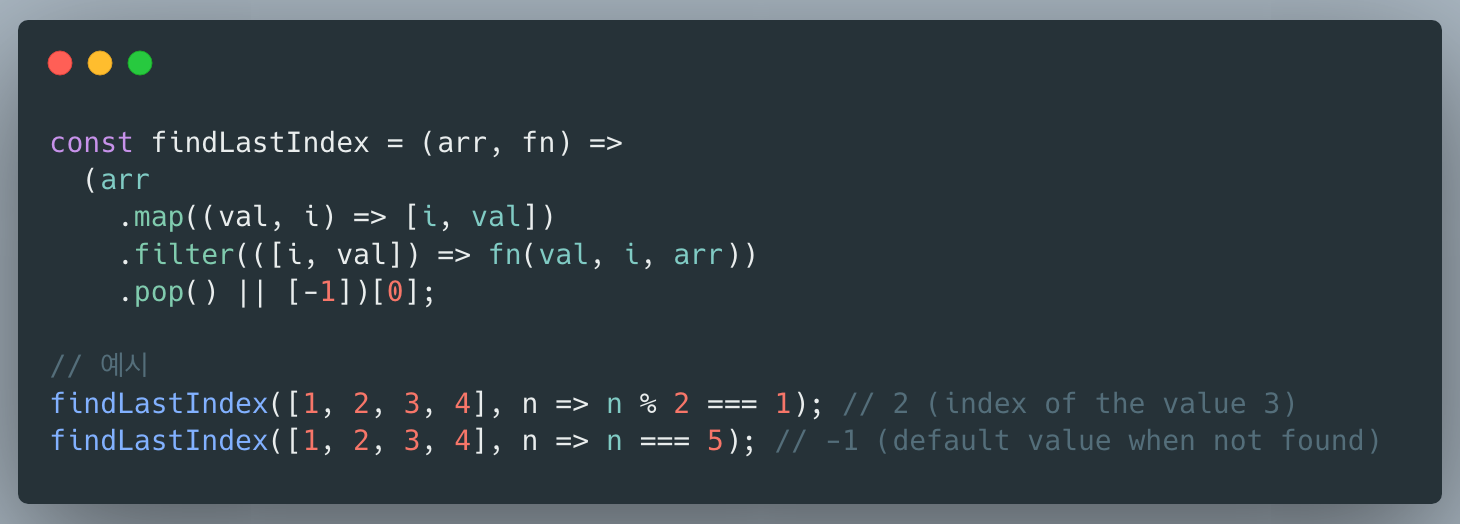 const findLastIndex = (arr, fn) =>
  (arr
    .map((val, i) => [i, val])
    .filter(([i, val]) => fn(val, i, arr))
    .pop() || [-1])[0];

// 예시
findLastIndex([1, 2, 3, 4], n => n % 2 === 1); // 2 (index of the value 3)
findLastIndex([1, 2, 3, 4], n => n === 5); // -1 (default value when not found)